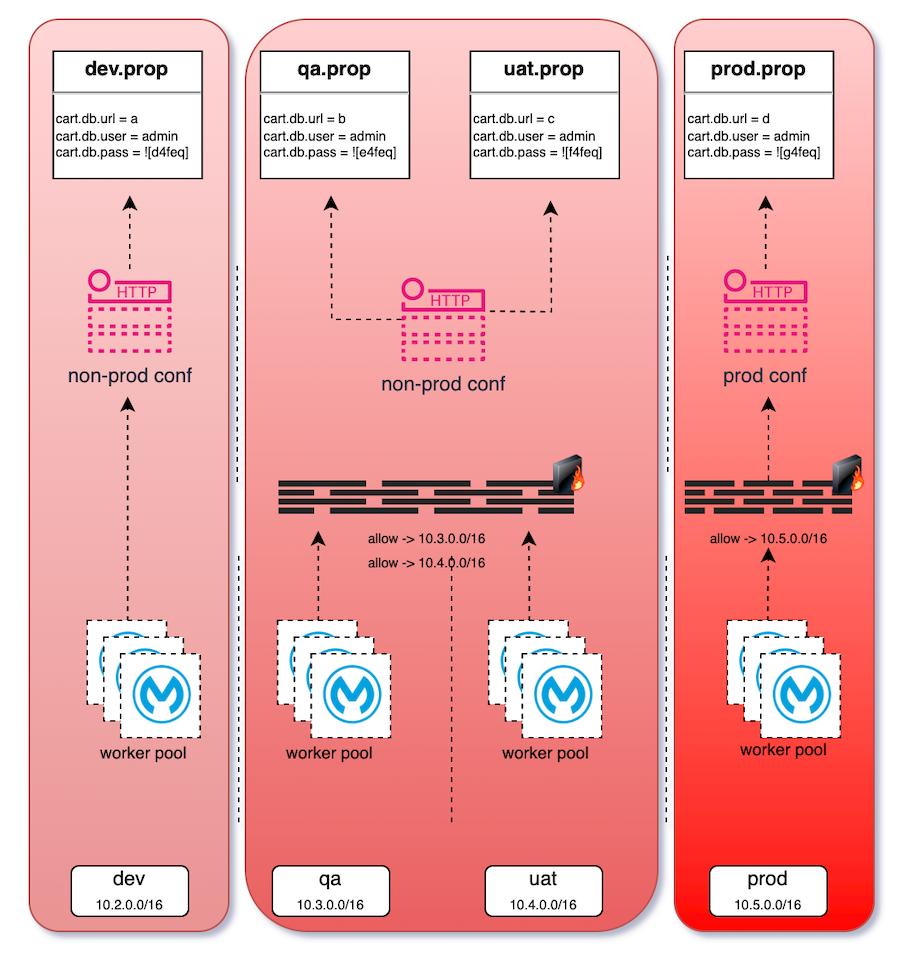 dev.prop
cart.db.url = a
cart.db.user = admin
cart.db.pass = ![d4feq]
qa.prop
cart.db.url = b
cart.db.user = admin
cart.db.pass = ![e4feq]
uat.prop
cart.db.url = c
cart.db.user = admin
cart.db.pass = ![f4feq]
prod.prop
cart.db.url = d
cart.db.user = admin
cart.db.pass = ![g4feq]
HTTP
non-prod conf
HTTP
non-prod conf
HTTP
prod conf
allow -> 10.3.0.0/16
allow -> 10.4.0.0/16
allow -> 10.5.0.0/16
worker pool
worker pool
worker pool
worker pool
dev
10.2.0.0/16
qa
10.3.0.0/16
uat
10.4.0.0/16
prod
10.5.0.0/16